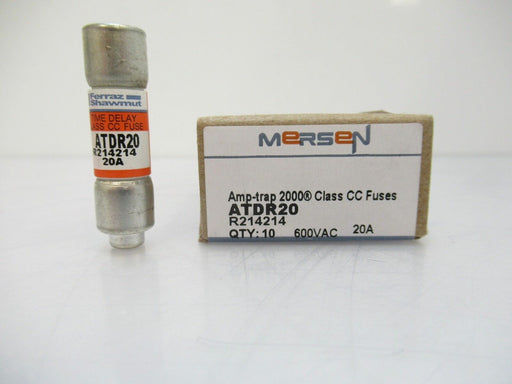 Ferraz
Shawmut
TIME DELAY
CLASS CC FUSE
ATDR20
R214214
20A
MERSEN
Amp-trap 2000® Class CC Fuses
ATDR20
R214214
QTY: 10 600VAC 20A